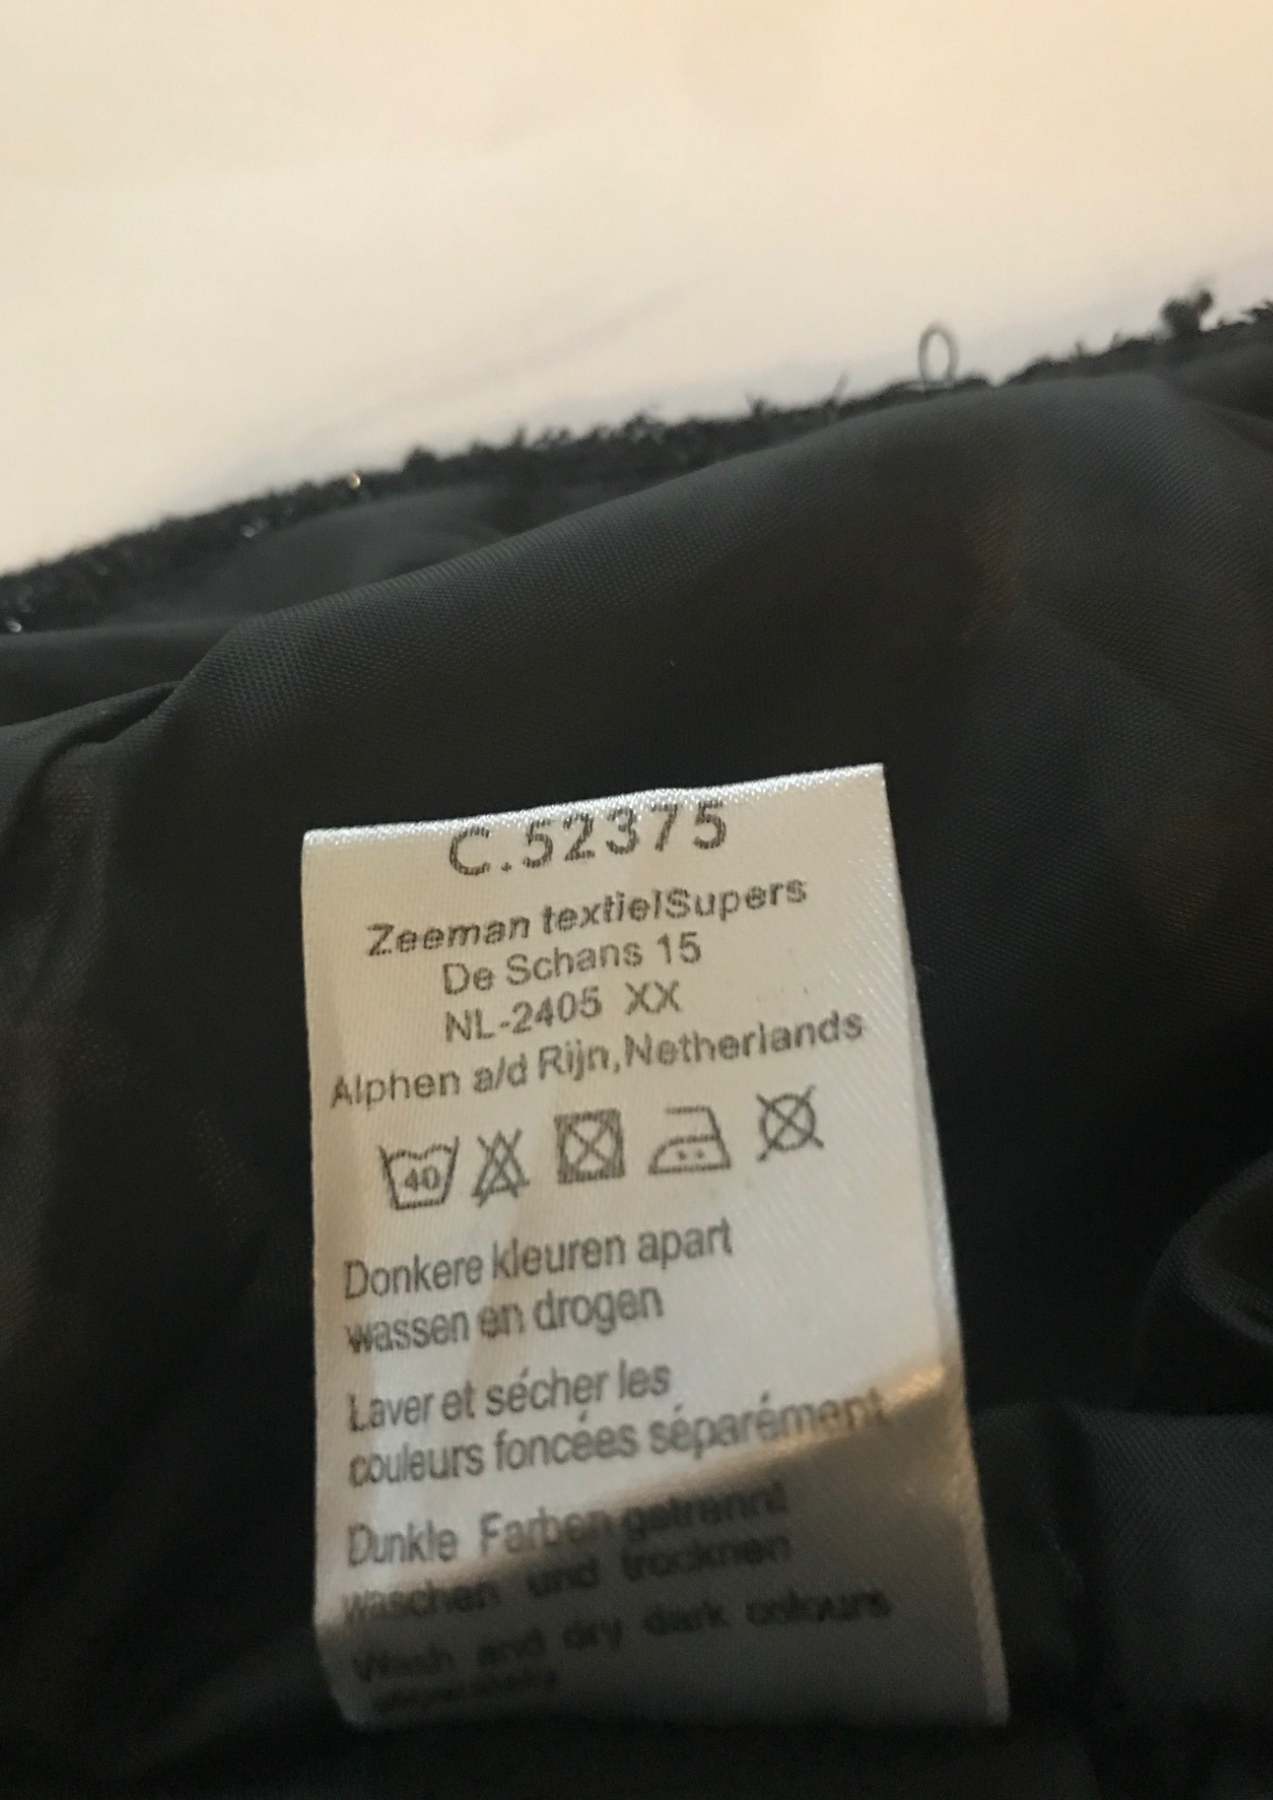 C.52375
Zeeman textielSupers
De Schans 15
NL-2405 XX
Alphen a/d Rijn,Netherlands
40
Donkere kleuren apart
wassen en drogen
Laver et sécher les
couleurs foncées séparément
Dunkle Farben getrennt
waschen und trocknen
Wash and dry dark colours
separately